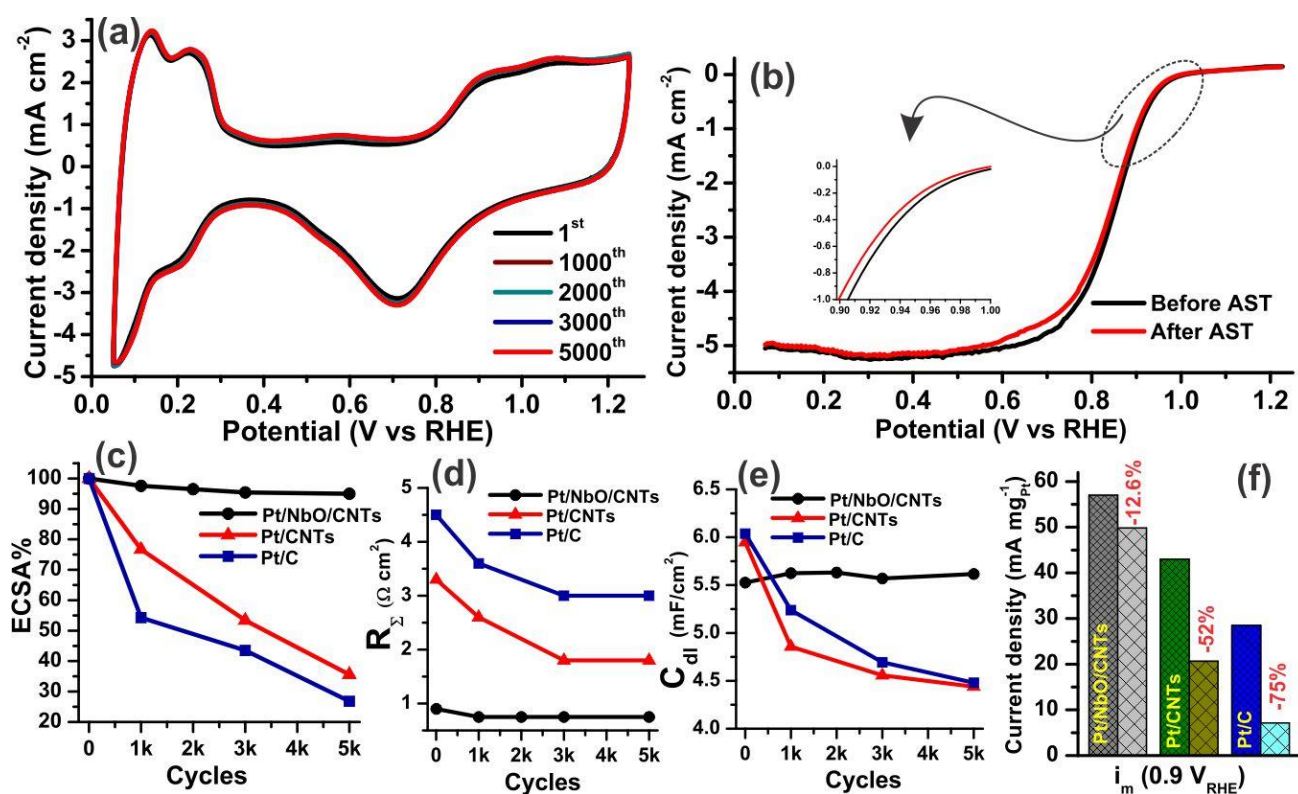 (a)
Current density (mA cm⁻²)
3
2
1
0
-1
-2
-3
-4
-5
1st
1000th
2000th
3000th
5000th
0.0 0.2 0.4 0.6 0.8 1.0 1.2
Potential (V vs RHE)
(b)
Current density (mA cm⁻²)
0
-1
-2
-3
-4
-5
0.0
-0.2
-0.4
-0.6
-0.8
-1.0
0.90 0.92 0.94 0.96 0.98 1.00
Before AST
After AST
0.0 0.2 0.4 0.6 0.8 1.0 1.2
Potential (V vs RHE)
(c)
ECSA%
100
90
80
70
60
50
40
30
20
Pt/NbO/CNTs
Pt/CNTs
Pt/C
0 1k 2k 3k 4k 5k
Cycles
(d)
RΣ (Ω cm²)
5
4
3
2
1
Pt/NbO/CNTs
Pt/CNTs
Pt/C
0 1k 2k 3k 4k 5k
Cycles
(e)
Cdl (mF/cm²)
6.5
6.0
5.5
5.0
4.5
4.0
Pt/NbO/CNTs
Pt/CNTs
Pt/C
0 1k 2k 3k 4k 5k
Cycles
(f)
Current density (mA mg⁻¹Pt)
60
50
40
30
20
10
0
Pt/NbO/CNTs
-12.6%
Pt/CNTs
-52%
Pt/C
-75%
im (0.9 VRHE)